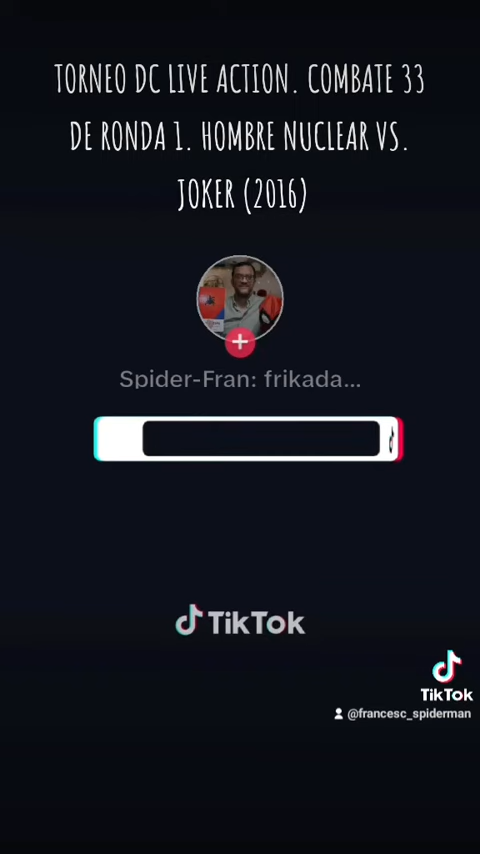 TORNEO DC LIVE ACTION. COMBATE 33
DE RONDA 1. HOMBRE NUCLEAR VS.
JOKER (2016)
Spider-Fran: frikada...
TikTok
TikTok
@francesc_spiderman